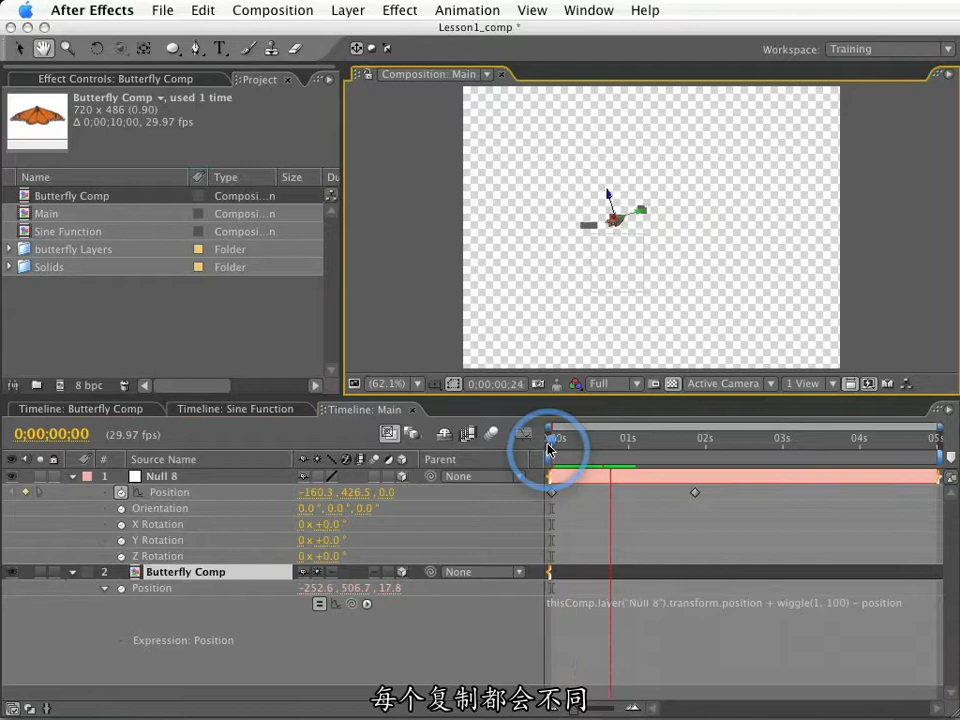 After Effects File Edit Composition Layer Effect Animation View Window Help
Lesson1_comp *
Workspace: Training
Effect Controls: Butterfly Comp Project
Composition: Main
Butterfly Comp, used 1 time
720 x 486 (0.90)
Δ 0;00;10;00, 29.97 fps
Name Type Size Du
Butterfly Comp Composi...n
Main Composi...n
Sine Function Composi...n
butterfly Layers Folder
Solids Folder
8 bpc
(62.1%) 0;00;00;24 Full Active Camera 1 View
Timeline: Butterfly Comp Timeline: Sine Function Timeline: Main
0;00;00;00 (29.97 fps)
01s 02s 03s 04s 05s
# Source Name Parent
1 Null 8 None
Position -160.3, 426.5, 0.0
Orientation 0.0°, 0.0°, 0.0°
X Rotation 0 x +0.0°
Y Rotation 0 x +0.0°
Z Rotation 0 x +0.0°
2 Butterfly Comp None
Position -252.6, 506.7, 17.8
thisComp.layer("Null 8").transform.position + wiggle(1, 100) - position
Expression: Position
每个复制都会不同